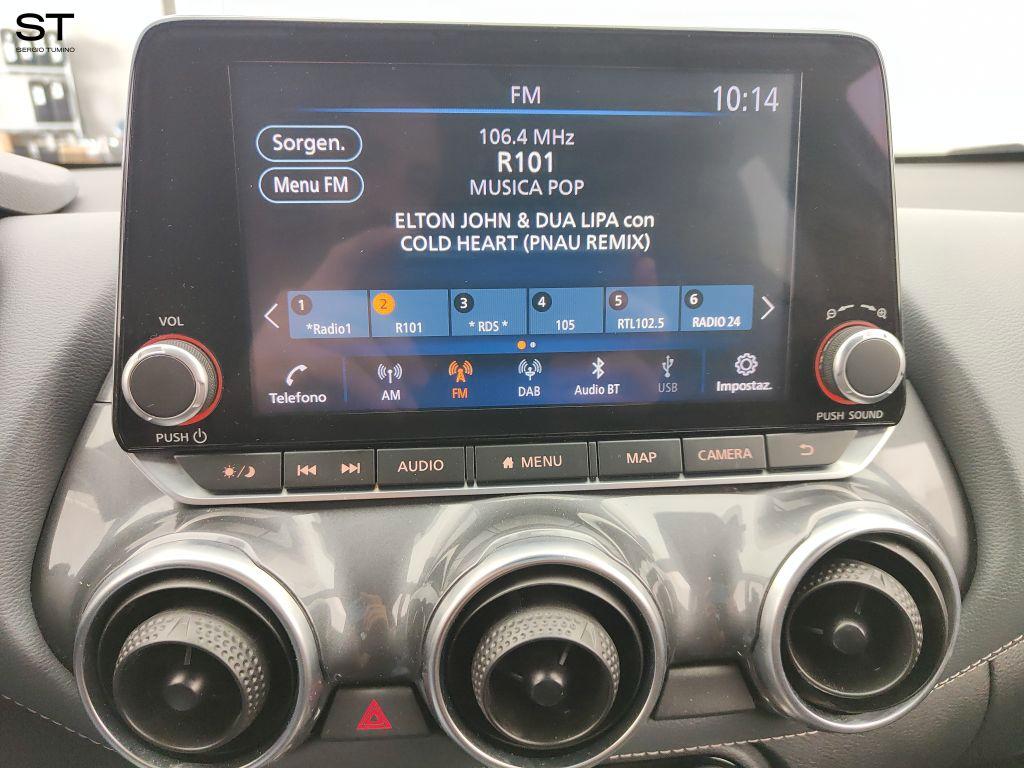 ST
SERGIO TUMINO
FM
10:14
Sorgen.
106.4 MHz
R101
Menu FM
MUSICA POP
ELTON JOHN & DUA LIPA con
COLD HEART (PNAU REMIX)
1 *Radio1
2 R101
3 * RDS *
4 105
5 RTL102.5
6 RADIO 24
VOL
Telefono
AM
FM
DAB
Audio BT
USB
Impostaz.
PUSH
PUSH SOUND
AUDIO
MENU
MAP
CAMERA